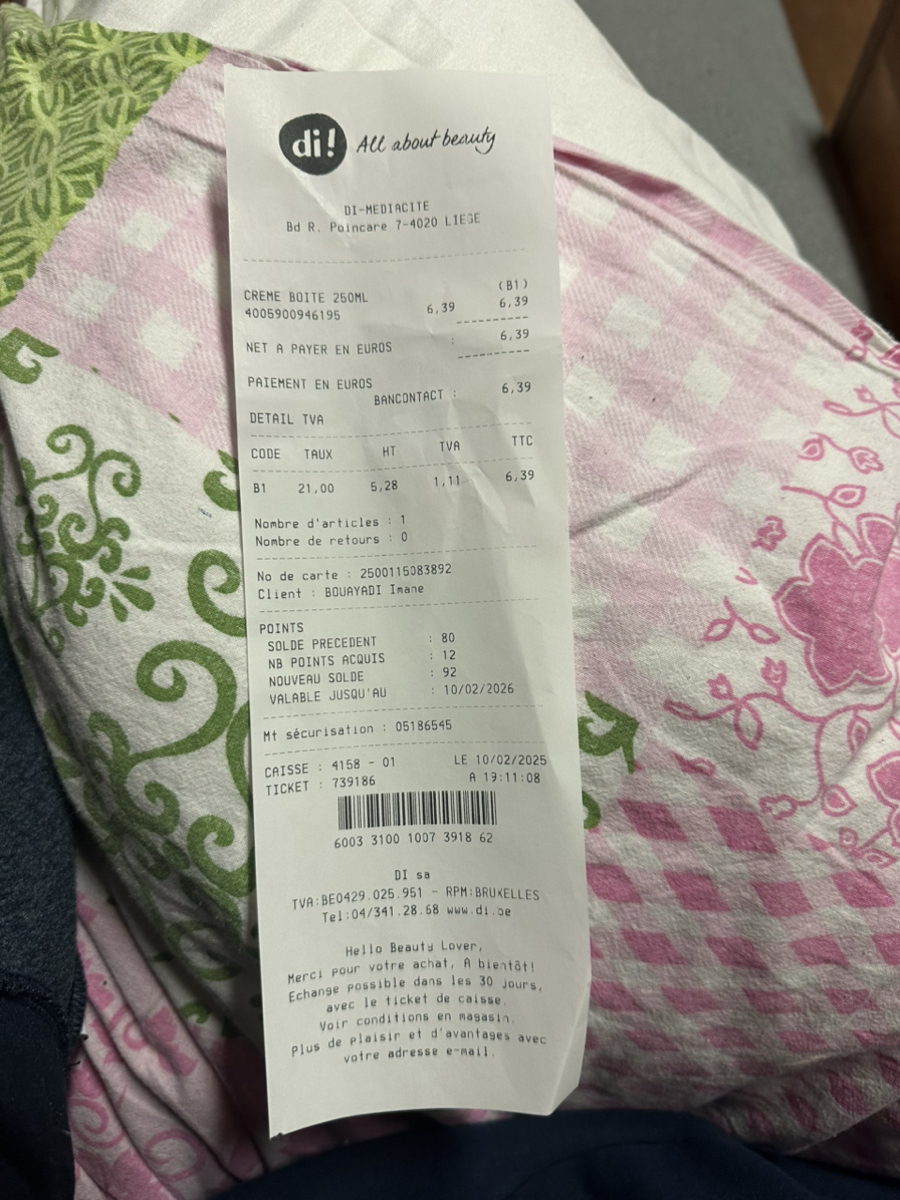 di! All about beauty
DI-MEDIACITE
Bd R. Poincare 7-4020 LIEGE
(B1)
CREME BOITE 250ML 6,39 6,39
4005900946195
NET A PAYER EN EUROS : 6,39
PAIEMENT EN EUROS
BANCONTACT : 6,39
DETAIL TVA
CODE TAUX HT TVA TTC
B1 21,00 5,28 1,11 6,39
Nombre d'articles : 1
Nombre de retours : 0
No de carte : 2500115083892
Client : BOUAYADI Imane
POINTS
SOLDE PRECEDENT : 80
NB POINTS ACQUIS : 12
NOUVEAU SOLDE : 92
VALABLE JUSQU'AU : 10/02/2026
Mt sécurisation : 05186545
CAISSE : 4158 - 01 LE 10/02/2025
TICKET : 739186 A 19:11:08
6003 3100 1007 3918 62
DI sa
TVA:BE0429.025.951 - RPM:BRUXELLES
Tel:04/341.28.68 www.di.be
Hello Beauty Lover,
Merci pour votre achat, A bientôt!
Echange possible dans les 30 jours,
avec le ticket de caisse.
Voir conditions en magasin.
Plus de plaisir et d'avantages avec
votre adresse e-mail.